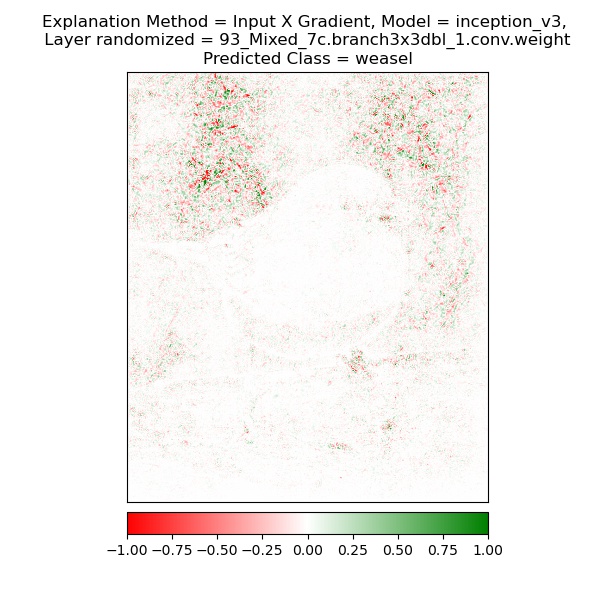 Explanation Method = Input X Gradient, Model = inception_v3,
Layer randomized = 93_Mixed_7c.branch3x3dbl_1.conv.weight
Predicted Class = weasel
−1.00 −0.75 −0.50 −0.25 0.00 0.25 0.50 0.75 1.00